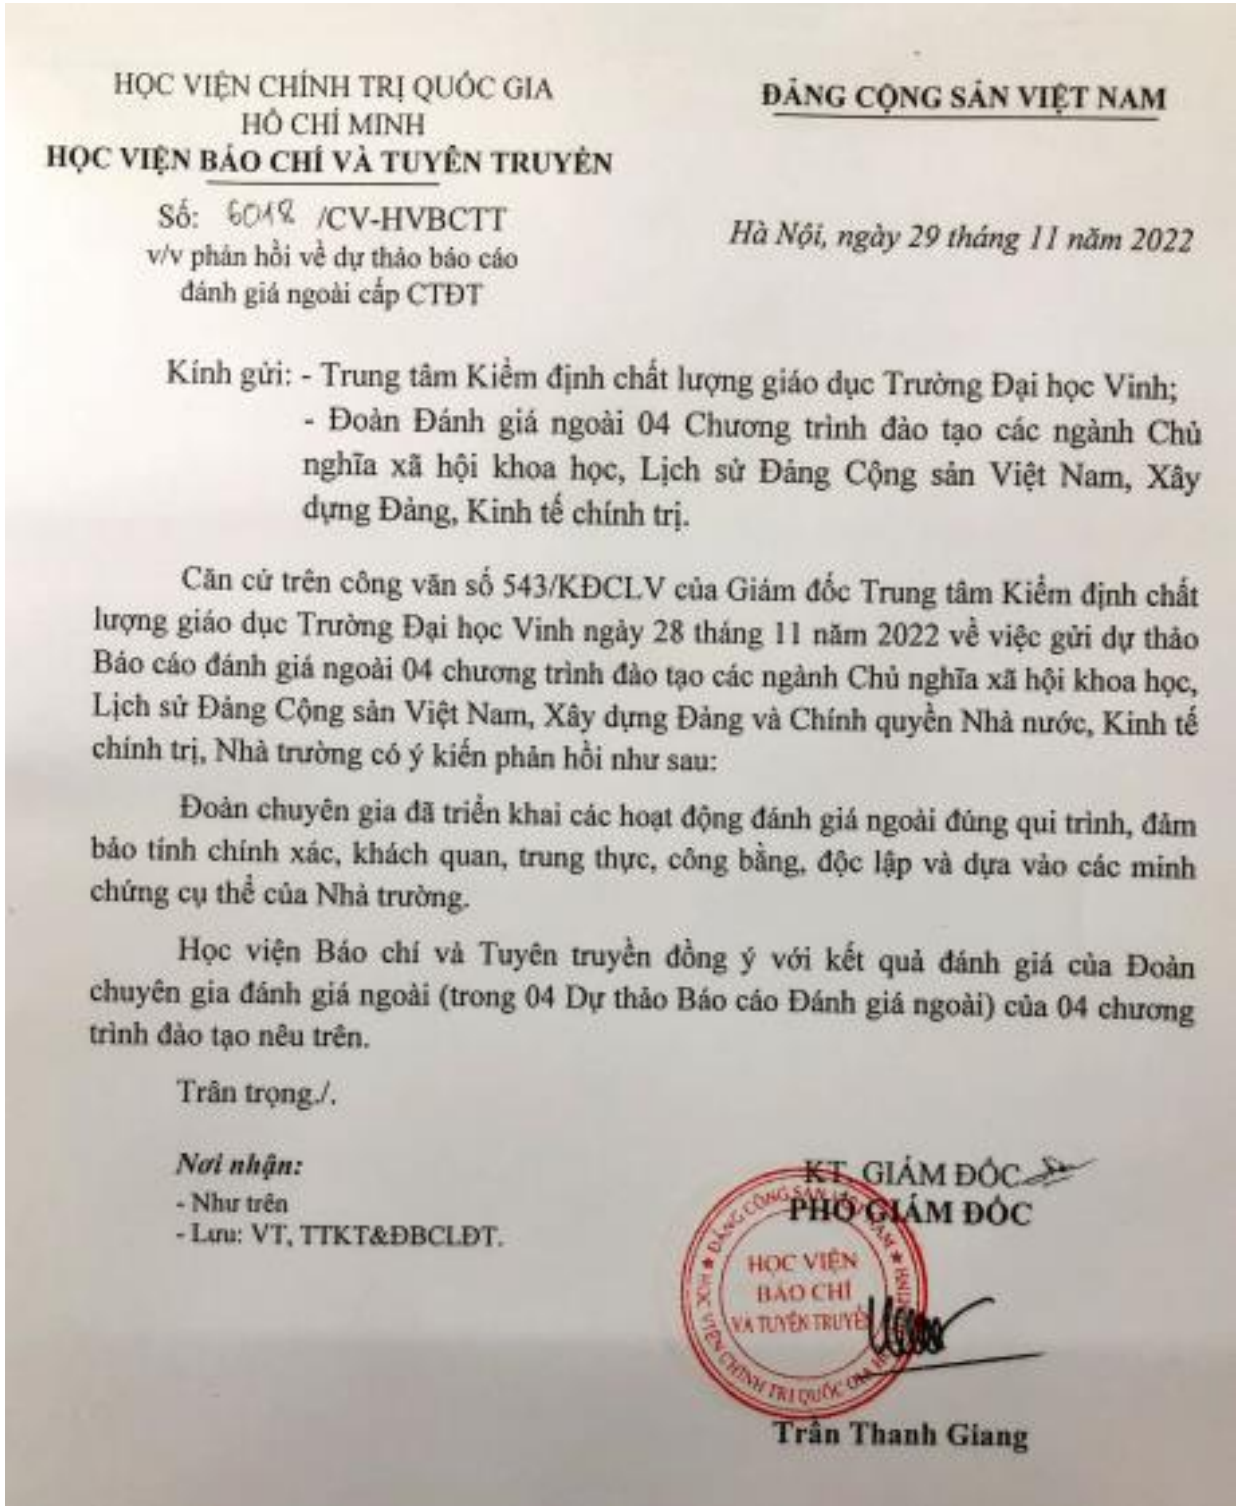 HỌC VIỆN CHÍNH TRỊ QUỐC GIA
HỒ CHÍ MINH
HỌC VIỆN BÁO CHÍ VÀ TUYÊN TRUYỀN
ĐẢNG CỘNG SẢN VIỆT NAM
Số: 6018 /CV-HVBCTT
v/v phản hồi về dự thảo báo cáo
đánh giá ngoài cấp CTĐT
Hà Nội, ngày 29 tháng 11 năm 2022
Kính gửi: - Trung tâm Kiểm định chất lượng giáo dục Trường Đại học Vinh;
- Đoàn Đánh giá ngoài 04 Chương trình đào tạo các ngành Chủ
nghĩa xã hội khoa học, Lịch sử Đảng Cộng sản Việt Nam, Xây
dựng Đảng, Kinh tế chính trị.
Căn cứ trên công văn số 543/KĐCLV của Giám đốc Trung tâm Kiểm định chất
lượng giáo dục Trường Đại học Vinh ngày 28 tháng 11 năm 2022 về việc gửi dự thảo
Báo cáo đánh giá ngoài 04 chương trình đào tạo các ngành Chủ nghĩa xã hội khoa học,
Lịch sử Đảng Cộng sản Việt Nam, Xây dựng Đảng và Chính quyền Nhà nước, Kinh tế
chính trị, Nhà trường có ý kiến phản hồi như sau:
Đoàn chuyên gia đã triển khai các hoạt động đánh giá ngoài đúng qui trình, đảm
bảo tính chính xác, khách quan, trung thực, công bằng, độc lập và dựa vào các minh
chứng cụ thể của Nhà trường.
Học viện Báo chí và Tuyên truyền đồng ý với kết quả đánh giá của Đoàn
chuyên gia đánh giá ngoài (trong 04 Dự thảo Báo cáo Đánh giá ngoài) của 04 chương
trình đào tạo nêu trên.
Trân trọng./.
Nơi nhận:
- Như trên
- Lưu: VT, TTKT&ĐBCLĐT.
KT. GIÁM ĐỐC
PHÓ GIÁM ĐỐC
ĐẢNG CỘNG SẢN VIỆT NAM
HỌC VIỆN
BÁO CHÍ
VÀ TUYÊN TRUYỀN
HỌC VIỆN CHÍNH TRỊ QUỐC GIA
Trần Thanh Giang